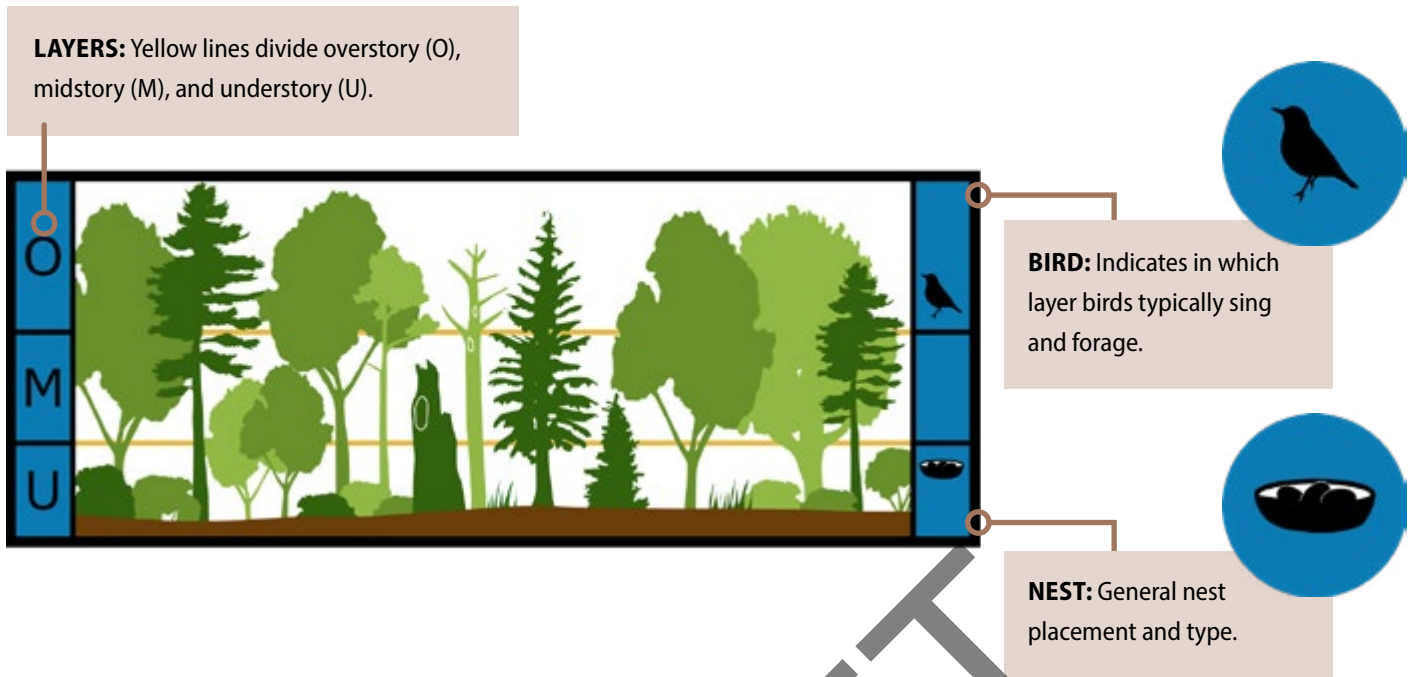 LAYERS: Yellow lines divide overstory (O),
midstory (M), and understory (U).
O
M
U
BIRD: Indicates in which
layer birds typically sing
and forage.
NEST: General nest
placement and type.